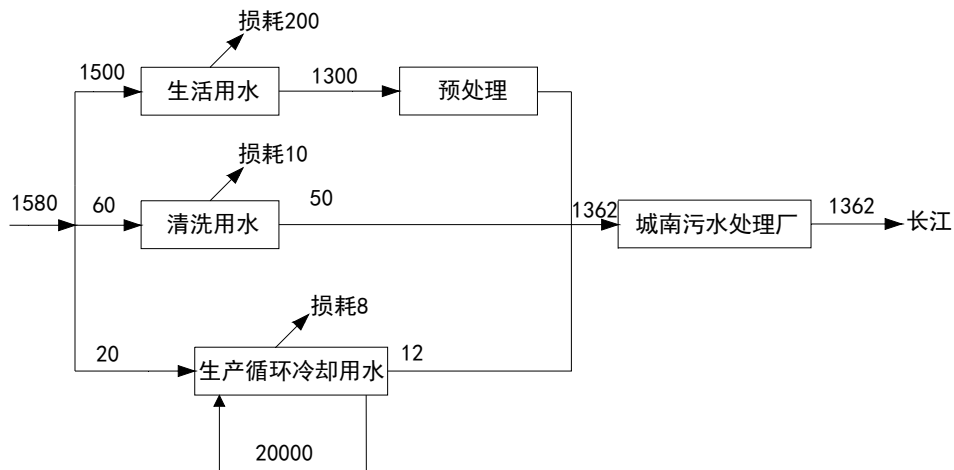 损耗200
1500
生活用水
1300
预处理
损耗10
1580
60
清洗用水
50
1362
城南污水处理厂
1362
长江
损耗8
20
生产循环冷却用水
12
20000